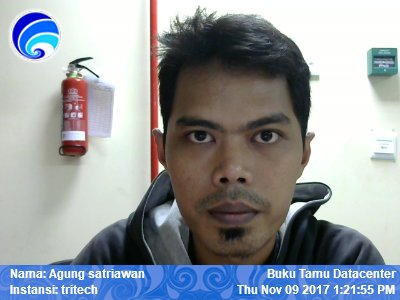 Nama: Agung satriawan
Buku Tamu Datacenter
Instansi: tritech
Thu Nov 09 2017 1:21:55 PM